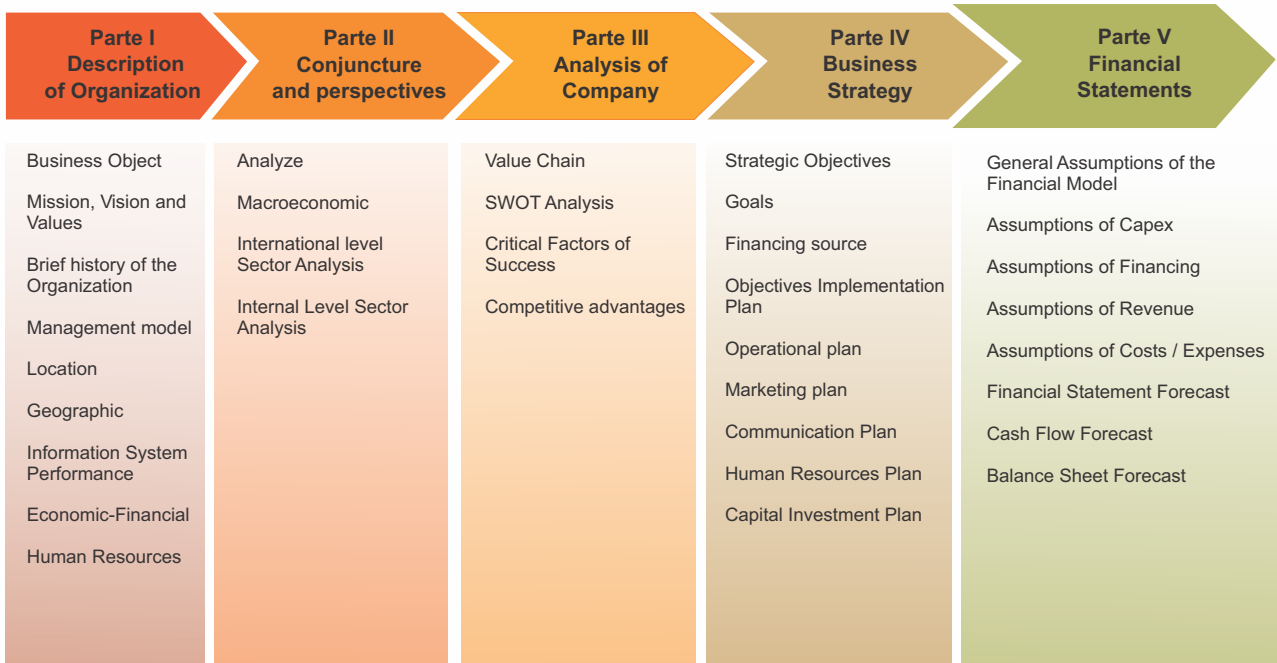 Parte I
Description
of Organization
Parte II
Conjuncture
and perspectives
Parte III
Analysis of
Company
Parte IV
Business
Strategy
Parte V
Financial
Statements
Business Object
Mission, Vision and
Values
Brief history of the
Organization
Management model
Location
Geographic
Information System
Performance
Economic-Financial
Human Resources
Analyze
Macroeconomic
International level
Sector Analysis
Internal Level Sector
Analysis
Value Chain
SWOT Analysis
Critical Factors of
Success
Competitive advantages
Strategic Objectives
Goals
Financing source
Objectives Implementation
Plan
Operational plan
Marketing plan
Communication Plan
Human Resources Plan
Capital Investment Plan
General Assumptions of the
Financial Model
Assumptions of Capex
Assumptions of Financing
Assumptions of Revenue
Assumptions of Costs / Expenses
Financial Statement Forecast
Cash Flow Forecast
Balance Sheet Forecast